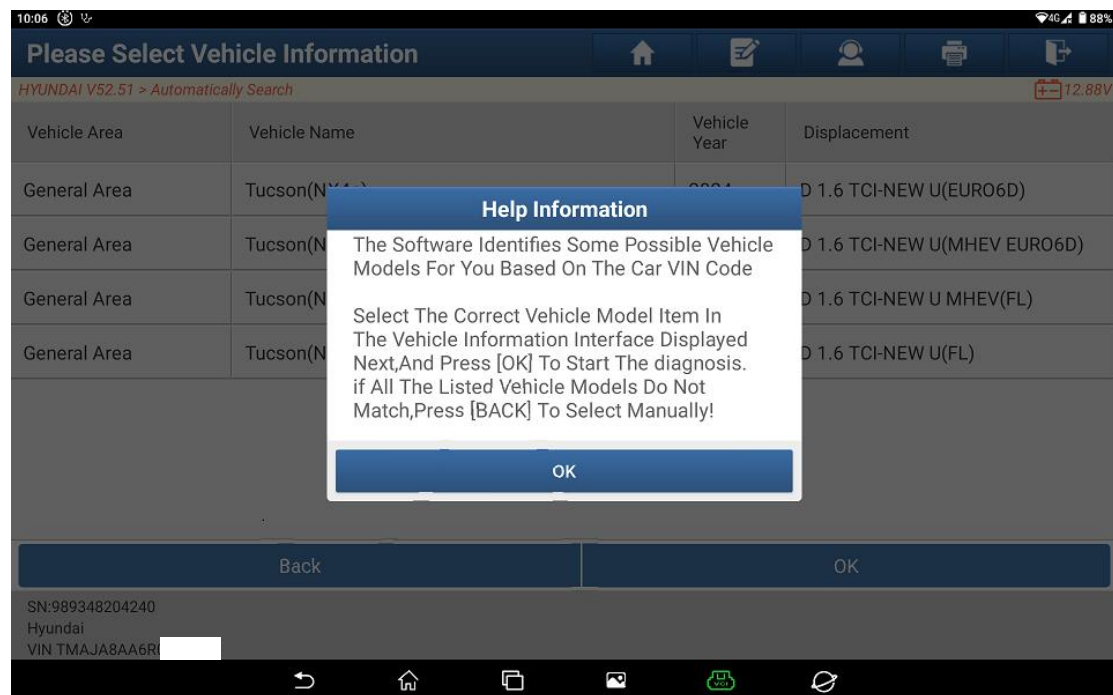 10:06
4G 88%
Please Select Vehicle Information
HYUNDAI V52.51 > Automatically Search
12.88V
Vehicle Area Vehicle Name Vehicle Year Displacement
General Area D 1.6 TCI-NEW U(EURO6D)
General Area D 1.6 TCI-NEW U(MHEV EURO6D)
General Area D 1.6 TCI-NEW U MHEV(FL)
General Area D 1.6 TCI-NEW U(FL)
Help Information
The Software Identifies Some Possible Vehicle
Models For You Based On The Car VIN Code
Select The Correct Vehicle Model Item In
The Vehicle Information Interface Displayed
Next,And Press [OK] To Start The diagnosis.
if All The Listed Vehicle Models Do Not
Match,Press [BACK] To Select Manually!
OK
Back OK
SN:989348204240
Hyundai
VIN TMAJA8AA6R
VCI